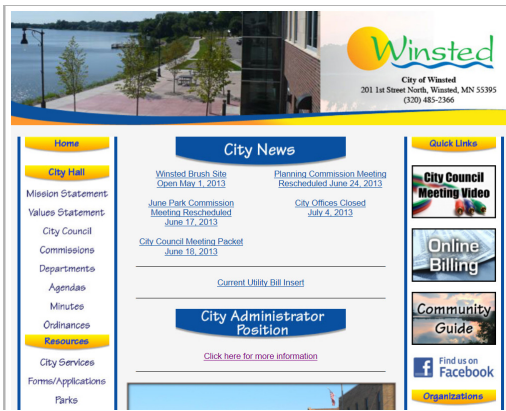 Winsted
City of Winsted
201 1st Street North, Winsted, MN 55395
(320) 485-2366
Home
City Hall
Mission Statement
Values Statement
City Council
Commissions
Departments
Agendas
Minutes
Ordinances
Resources
City Services
Forms/Applications
Parks
City News
Winsted Brush Site
Open May 1, 2013
Planning Commission Meeting
Rescheduled June 24, 2013
June Park Commission
Meeting Rescheduled
June 17, 2013
City Offices Closed
July 4, 2013
City Council Meeting Packet
June 18, 2013
Current Utility Bill Insert
City Administrator
Position
Click here for more information
Quick Links
City Council
Meeting Video
Online
Billing
Community
Guide
f
Find us on
Facebook
Organizations